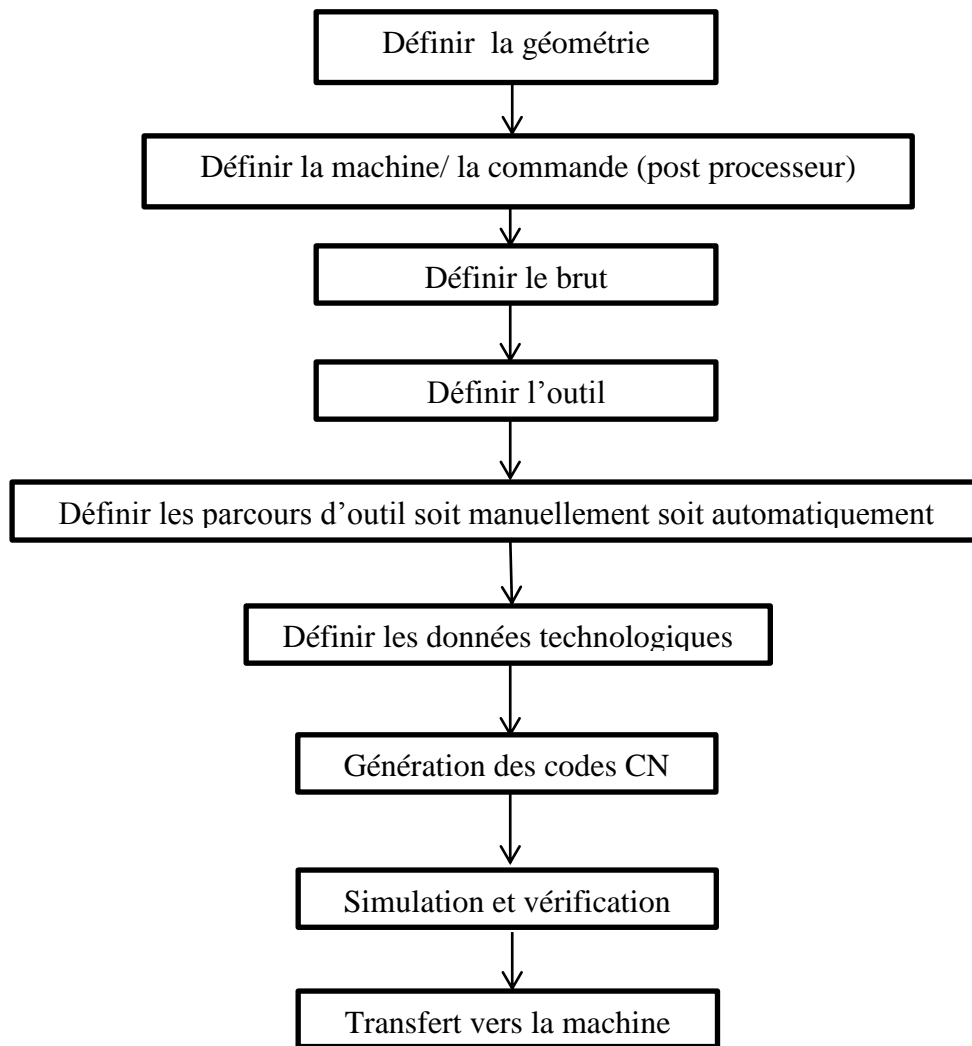 Définir la géométrie
Définir la machine/ la commande (post processeur)
Définir le brut
Définir l’outil
Définir les parcours d’outil soit manuellement soit automatiquement
Définir les données technologiques
Génération des codes CN
Simulation et vérification
Transfert vers la machine